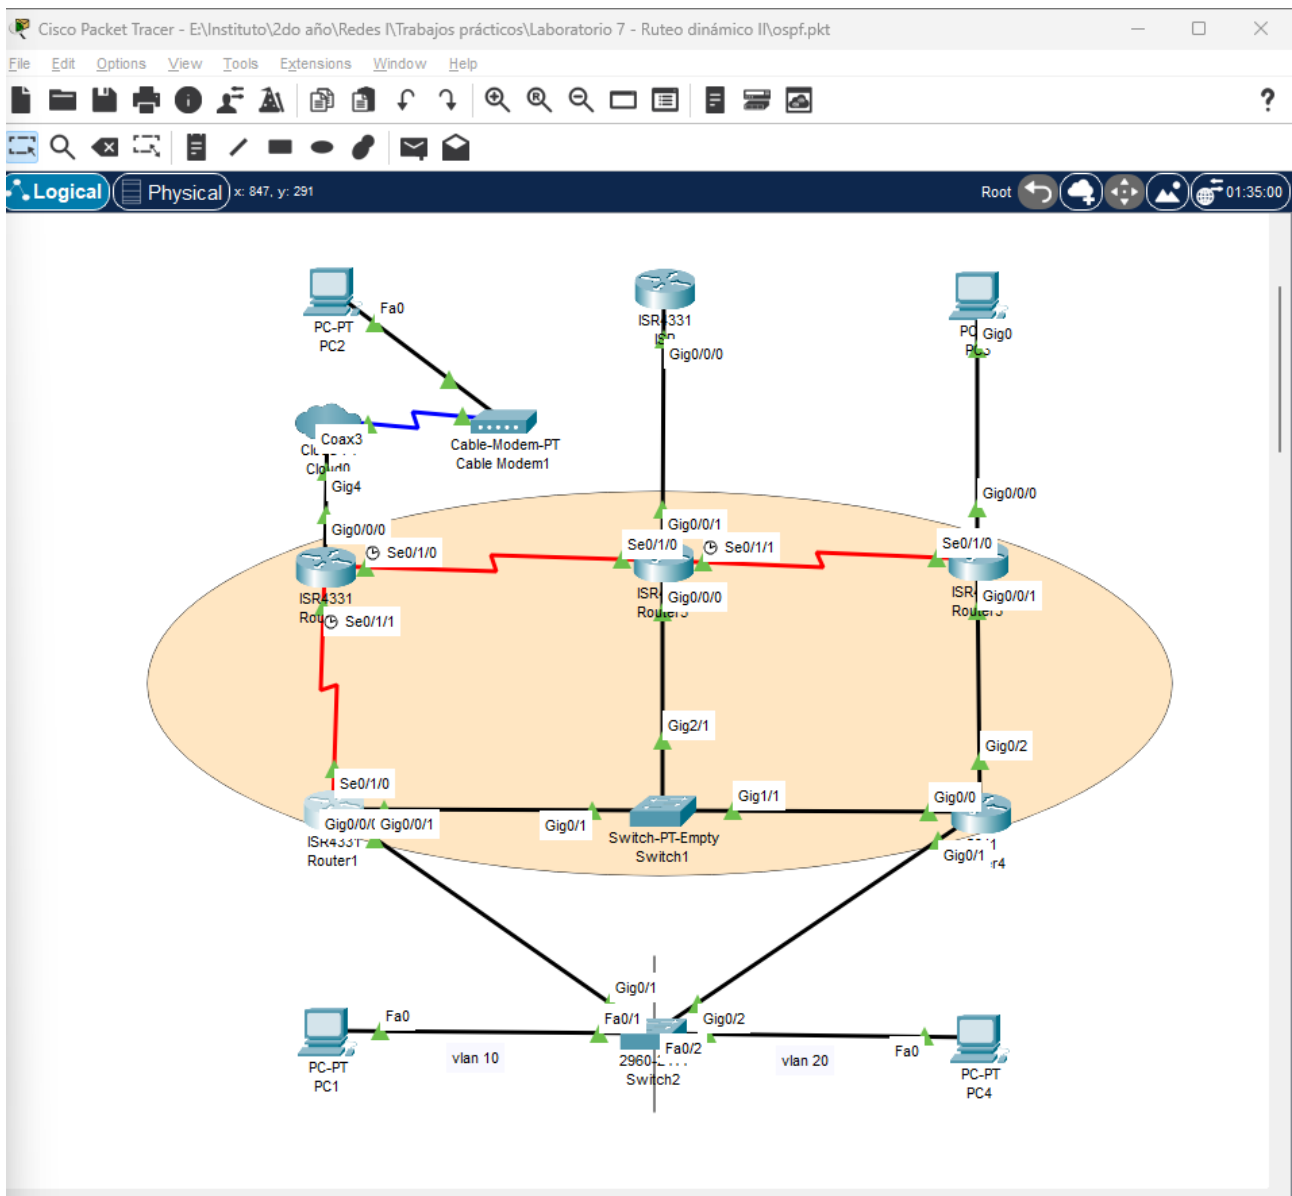 Cisco Packet Tracer - E:\Instituto\2do año\Redes I\Trabajos prácticos\Laboratorio 7 - Ruteo dinámico II\ospf.pkt
File Edit Options View Tools Extensions Window Help
Logical Physical x: 847, y: 291 Root 01:35:00
Fa0
PC-PT
PC2
ISR4331
ISP
Gig0/0/0
Gig0
Coax3
Cloud0
Cable-Modem-PT
Cable Modem1
Gig4
Gig0/0/0
Se0/1/0
Gig0/0/1
Se0/1/0
Se0/1/1
Gig0/0/0
Se0/1/0
ISR4331
Se0/1/1
Gig0/0/0
Gig0/0/1
Gig2/1
Gig0/2
Se0/1/0
Gig0/0/1
ISR4331
Router1
Gig0/1
Gig1/1
Switch-PT-Empty
Switch1
Gig0/0
Gig0/1
Gig0/1
Gig0/2
Fa0
PC-PT
PC1
vlan 10
Fa0/1
Fa0/2
Switch2
vlan 20
Fa0
PC-PT
PC4